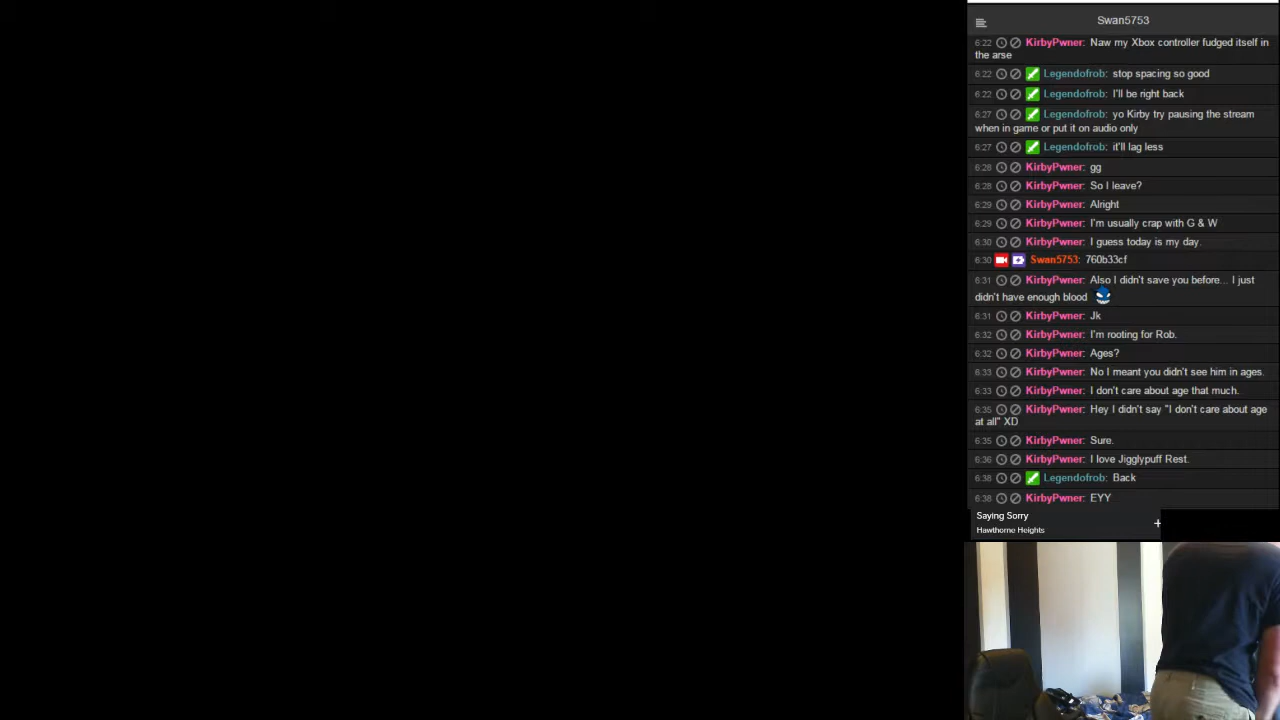 Swan5753
6:22 KirbyPwner: Naw my Xbox controller fudged itself in
the arse
6:22 Legendofrob: stop spacing so good
6:22 Legendofrob: I'll be right back
6:27 Legendofrob: yo Kirby try pausing the stream
when in game or put it on audio only
6:27 Legendofrob: it'll lag less
6:28 KirbyPwner: gg
6:28 KirbyPwner: So I leave?
6:29 KirbyPwner: Alright
6:29 KirbyPwner: I'm usually crap with G & W
6:30 KirbyPwner: I guess today is my day.
6:30 Swan5753: 760b33cf
6:31 KirbyPwner: Also I didn't save you before... I just
didn't have enough blood
6:31 KirbyPwner: Jk
6:32 KirbyPwner: I'm rooting for Rob.
6:32 KirbyPwner: Ages?
6:33 KirbyPwner: No I meant you didn't see him in ages.
6:33 KirbyPwner: I don't care about age that much.
6:35 KirbyPwner: Hey I didn't say "I don't care about age
at all" XD
6:35 KirbyPwner: Sure.
6:36 KirbyPwner: I love Jigglypuff Rest.
6:38 Legendofrob: Back
6:38 KirbyPwner: EYY
Saying Sorry
+
Hawthorne Heights